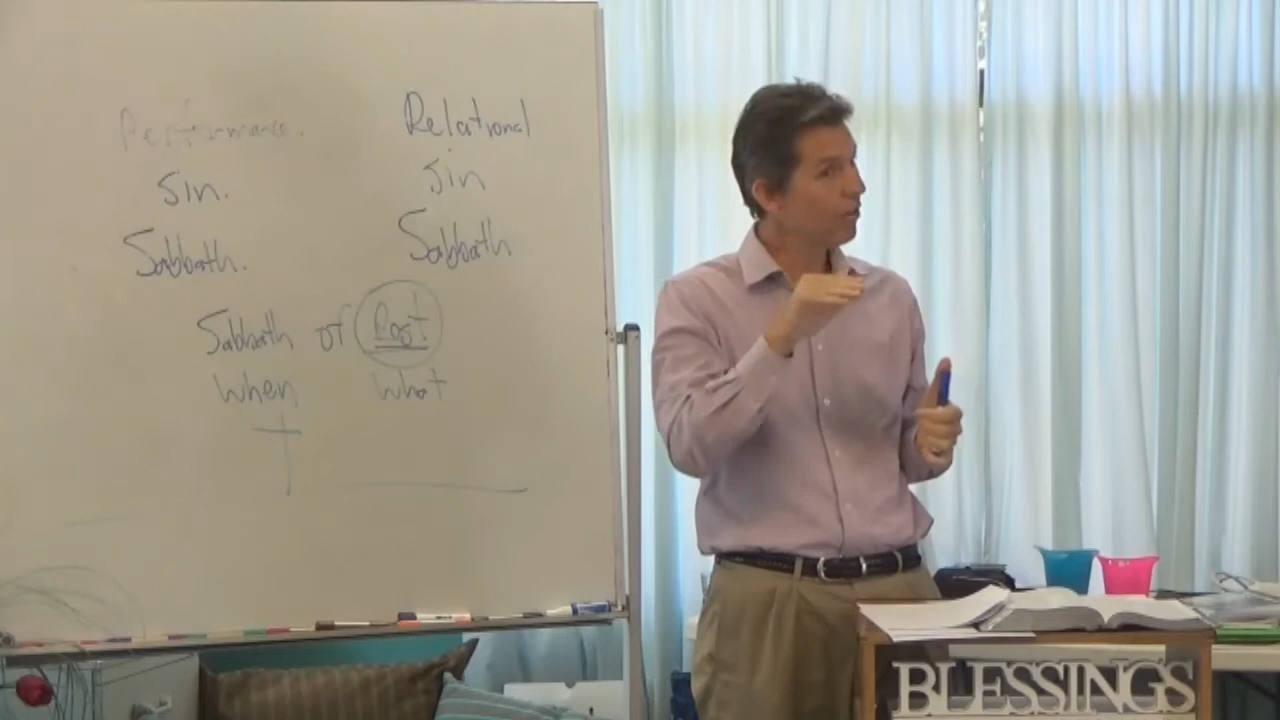 Performance. Relational
Sin. Sin
Sabbath. Sabbath
Sabbath or Rest
When What
BLESSINGS